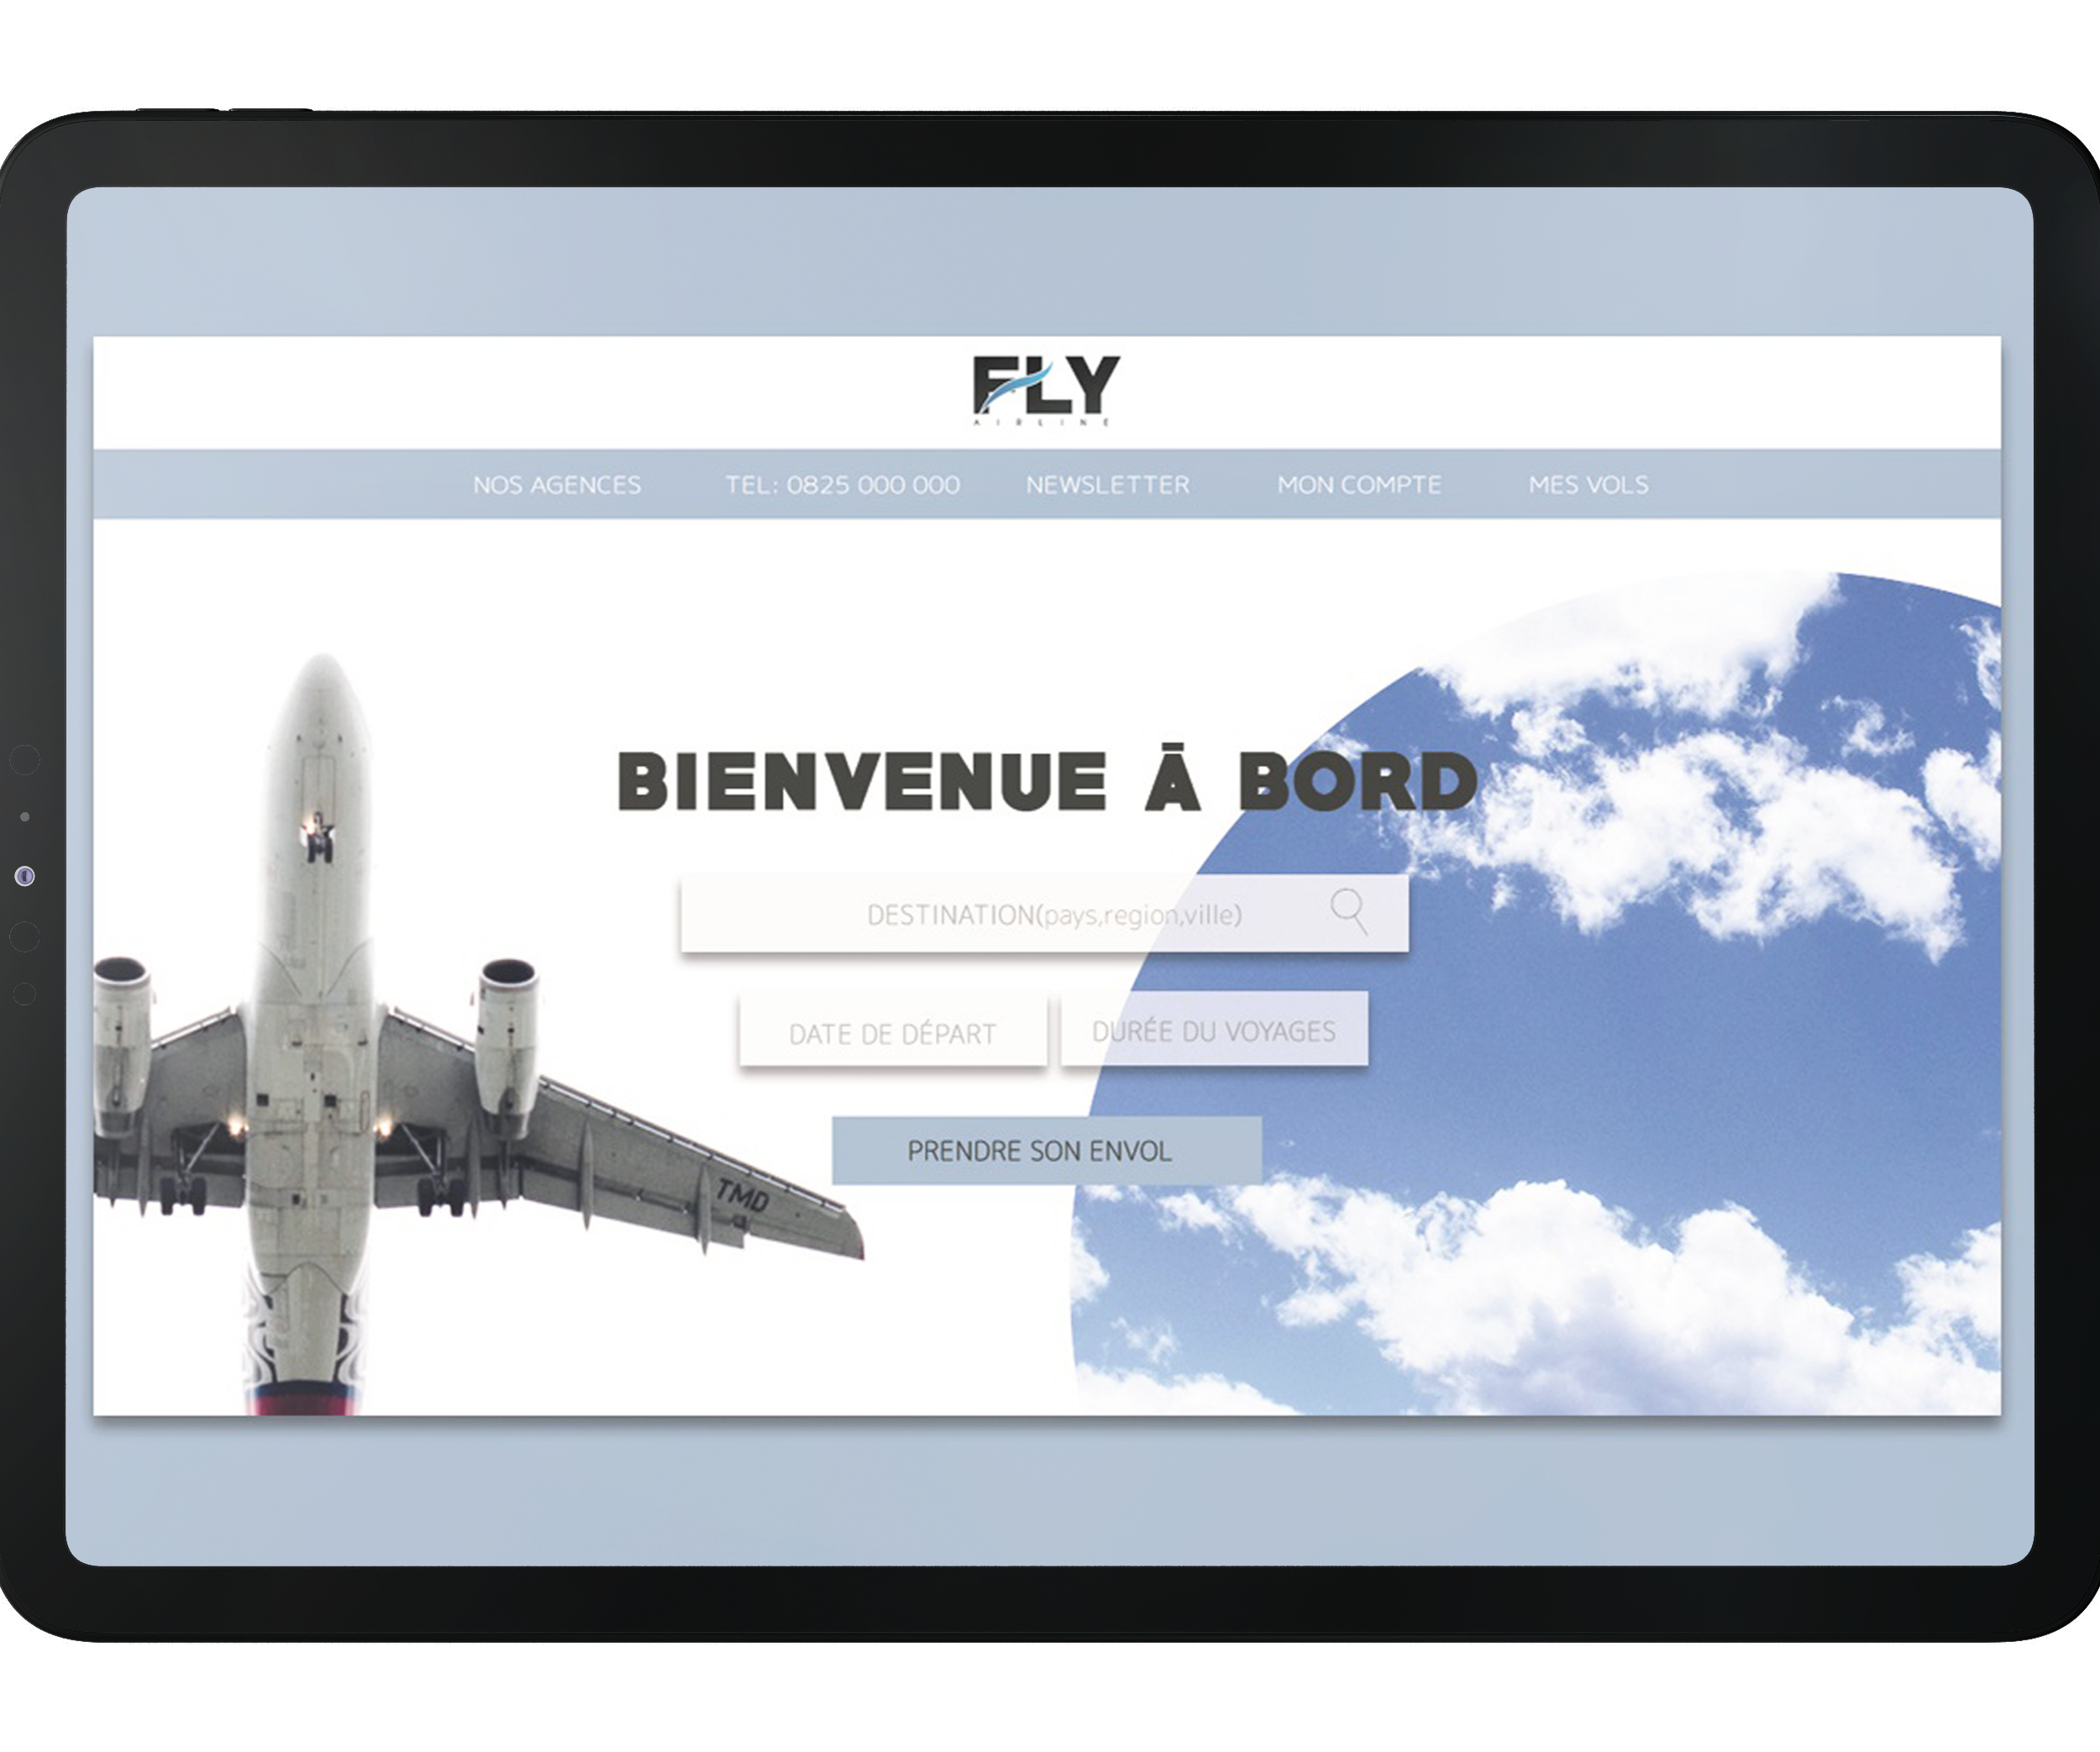 FLY
AIRLINE
NOS AGENCES TEL: 0825 000 000 NEWSLETTER MON COMPTE MES VOLS
BIENVENUE Ā BORD
DESTINATION(pays,region,ville)
DATE DE DÉPART DURÉE DU VOYAGES
PRENDRE SON ENVOL
TMD